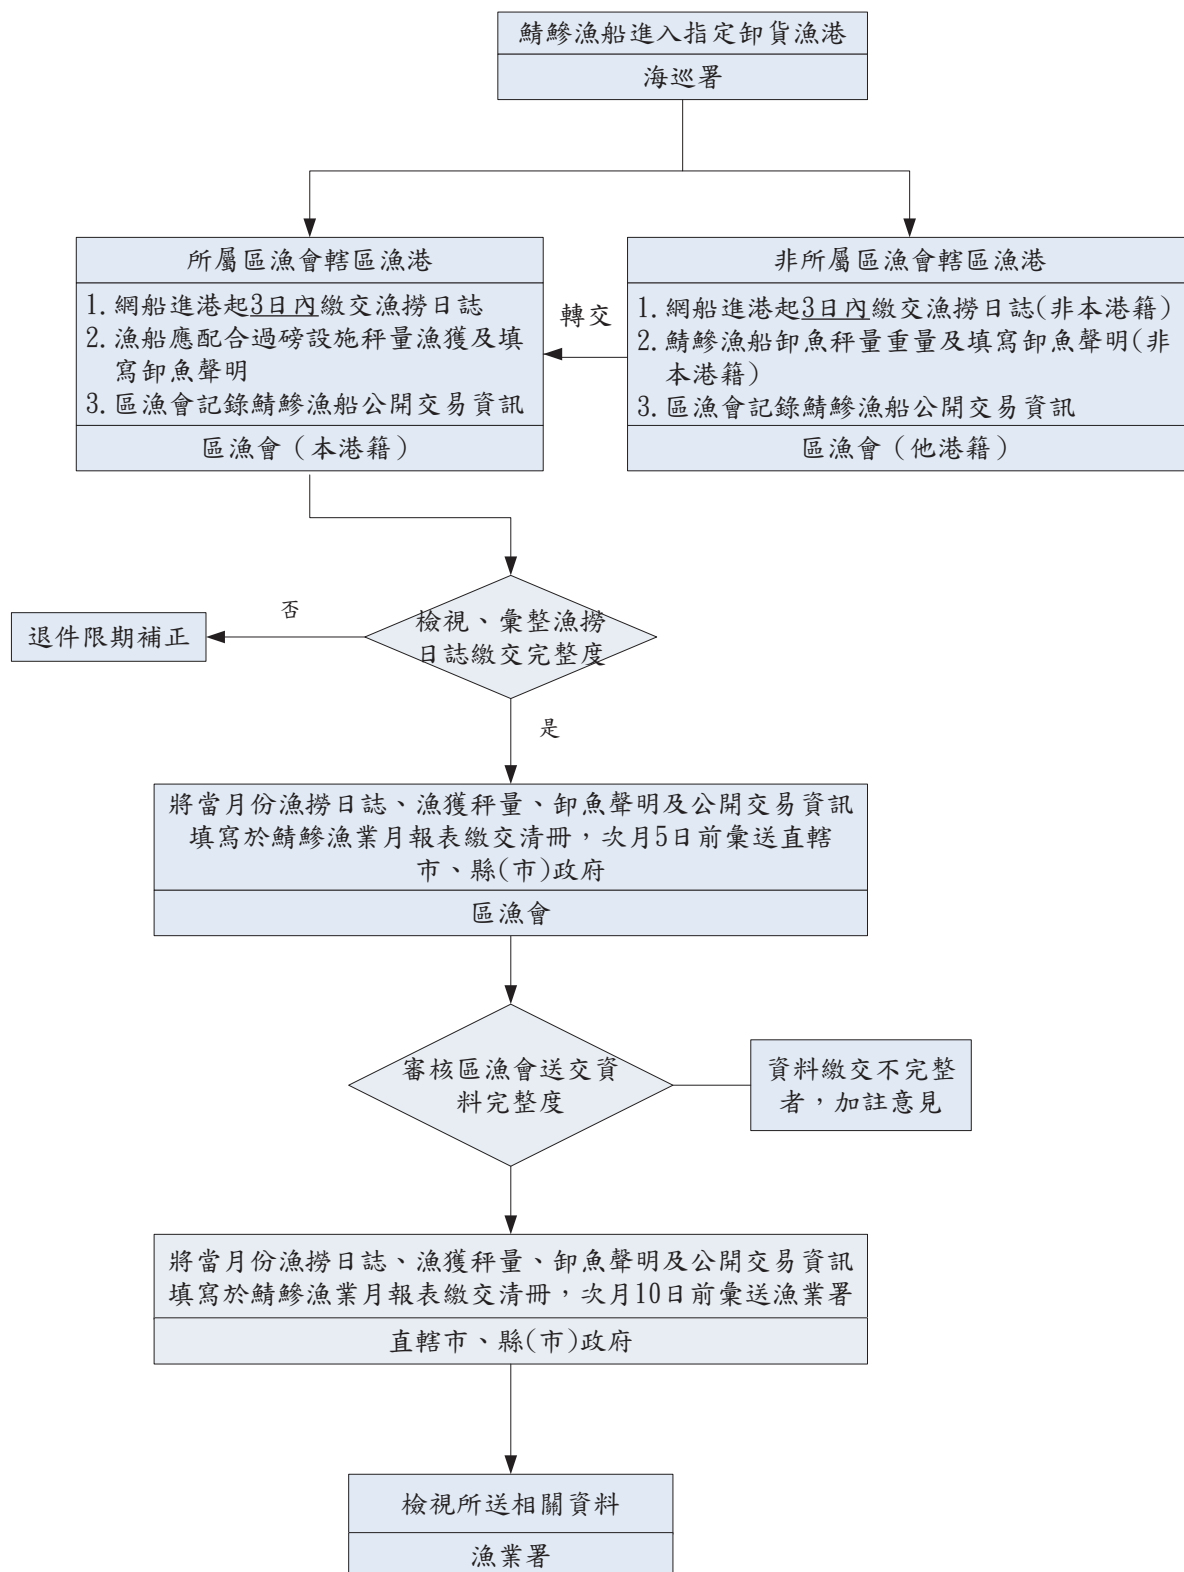 鯖鰺漁船進入指定卸貨漁港
海巡署
所屬區漁會轄區漁港
1. 網船進港起3日內繳交漁撈日誌
2. 漁船應配合過磅設施秤量漁獲及填
寫卸魚聲明
3. 區漁會記錄鯖鰺漁船公開交易資訊
區漁會（本港籍）
轉交
非所屬區漁會轄區漁港
1. 網船進港起3日內繳交漁撈日誌(非本港籍)
2. 鯖鰺漁船卸魚秤量重量及填寫卸魚聲明(非
本港籍)
3. 區漁會記錄鯖鰺漁船公開交易資訊
區漁會（他港籍）
檢視、彙整漁撈
日誌繳交完整度
否
退件限期補正
是
將當月份漁撈日誌、漁獲秤量、卸魚聲明及公開交易資訊
填寫於鯖鰺漁業月報表繳交清冊，次月5日前彙送直轄
市、縣(市)政府
區漁會
審核區漁會送交資
料完整度
資料繳交不完整
者，加註意見
將當月份漁撈日誌、漁獲秤量、卸魚聲明及公開交易資訊
填寫於鯖鰺漁業月報表繳交清冊，次月10日前彙送漁業署
直轄市、縣(市)政府
檢視所送相關資料
漁業署